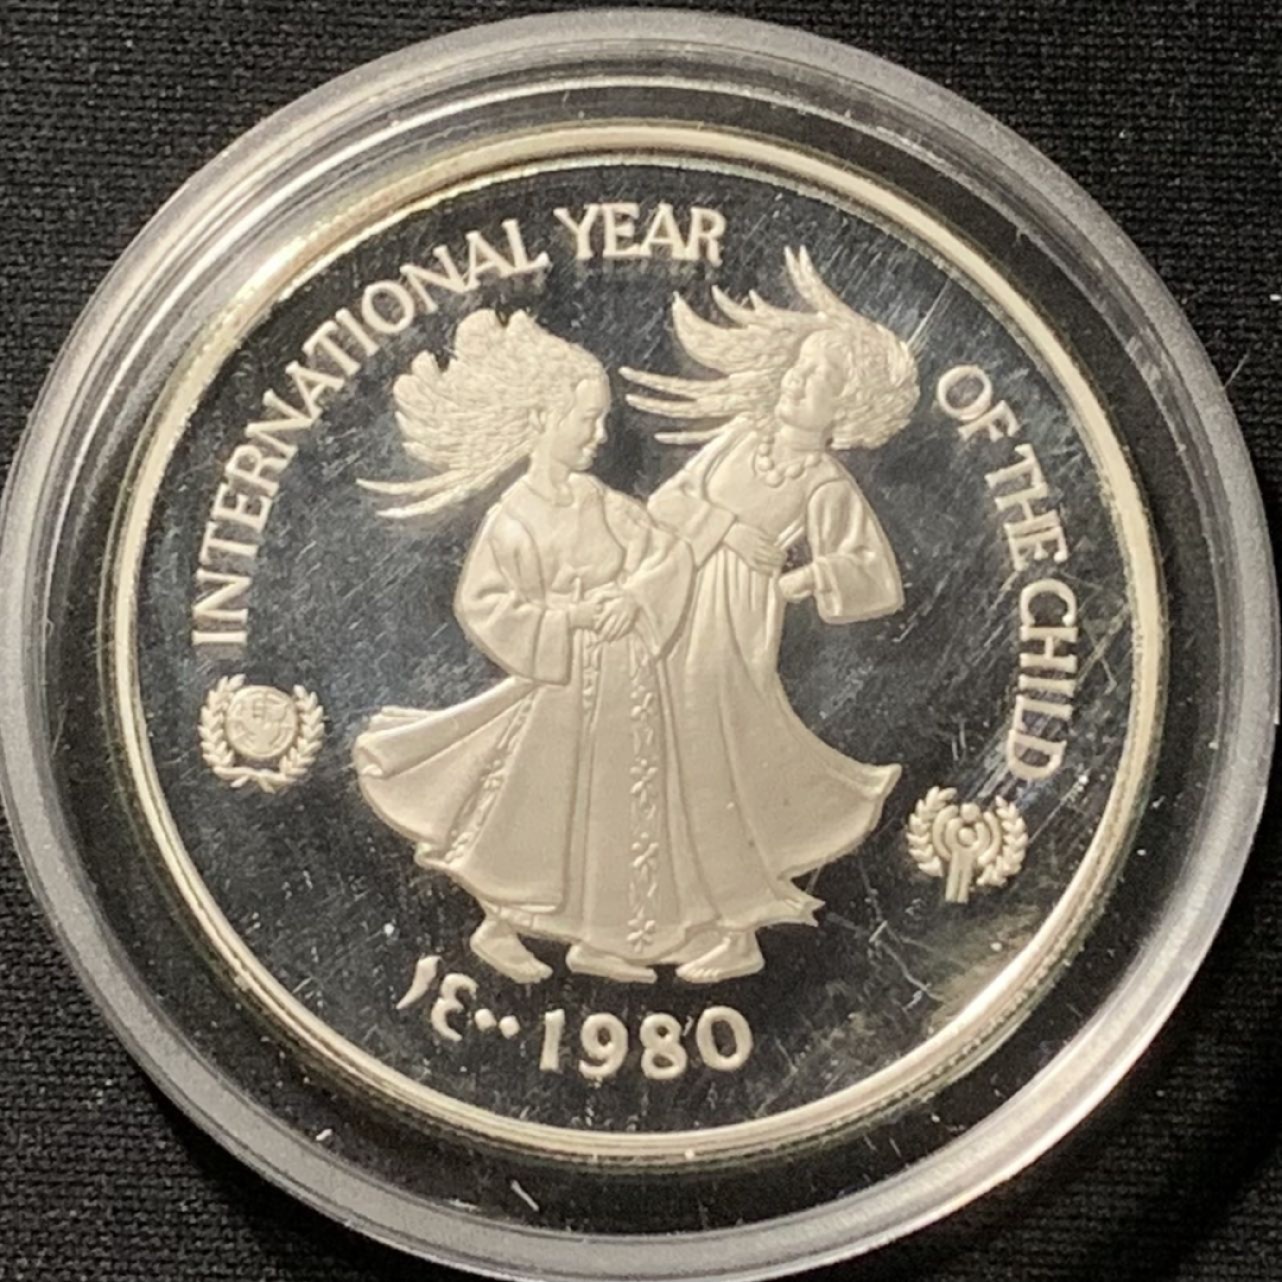 INTERNATIONAL YEAR
OF THE CHILD
١٤٠٠ 1980